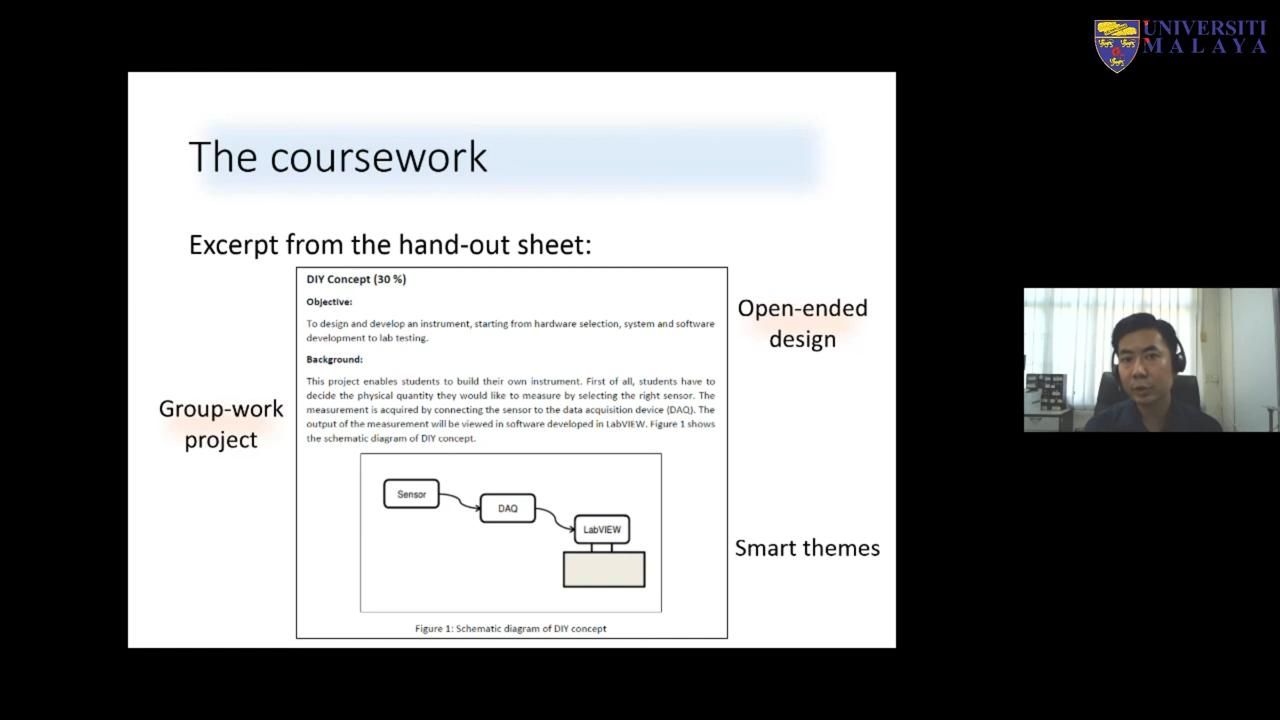 UNIVERSITI
MALAYA
The coursework
Excerpt from the hand-out sheet:
DIY Concept (30 %)
Objective:
To design and develop an instrument, starting from hardware selection, system and software
development to lab testing.
Background:
This project enables students to build their own instrument. First of all, students have to
decide the physical quantity they would like to measure by selecting the right sensor. The
measurement is acquired by connecting the sensor to the data acquisition device (DAQ). The
output of the measurement will be viewed in software developed in LabVIEW. Figure 1 shows
the schematic diagram of DIY concept.
Sensor
DAQ
LabVIEW
Figure 1: Schematic diagram of DIY concept
Group-work
project
Open-ended
design
Smart themes